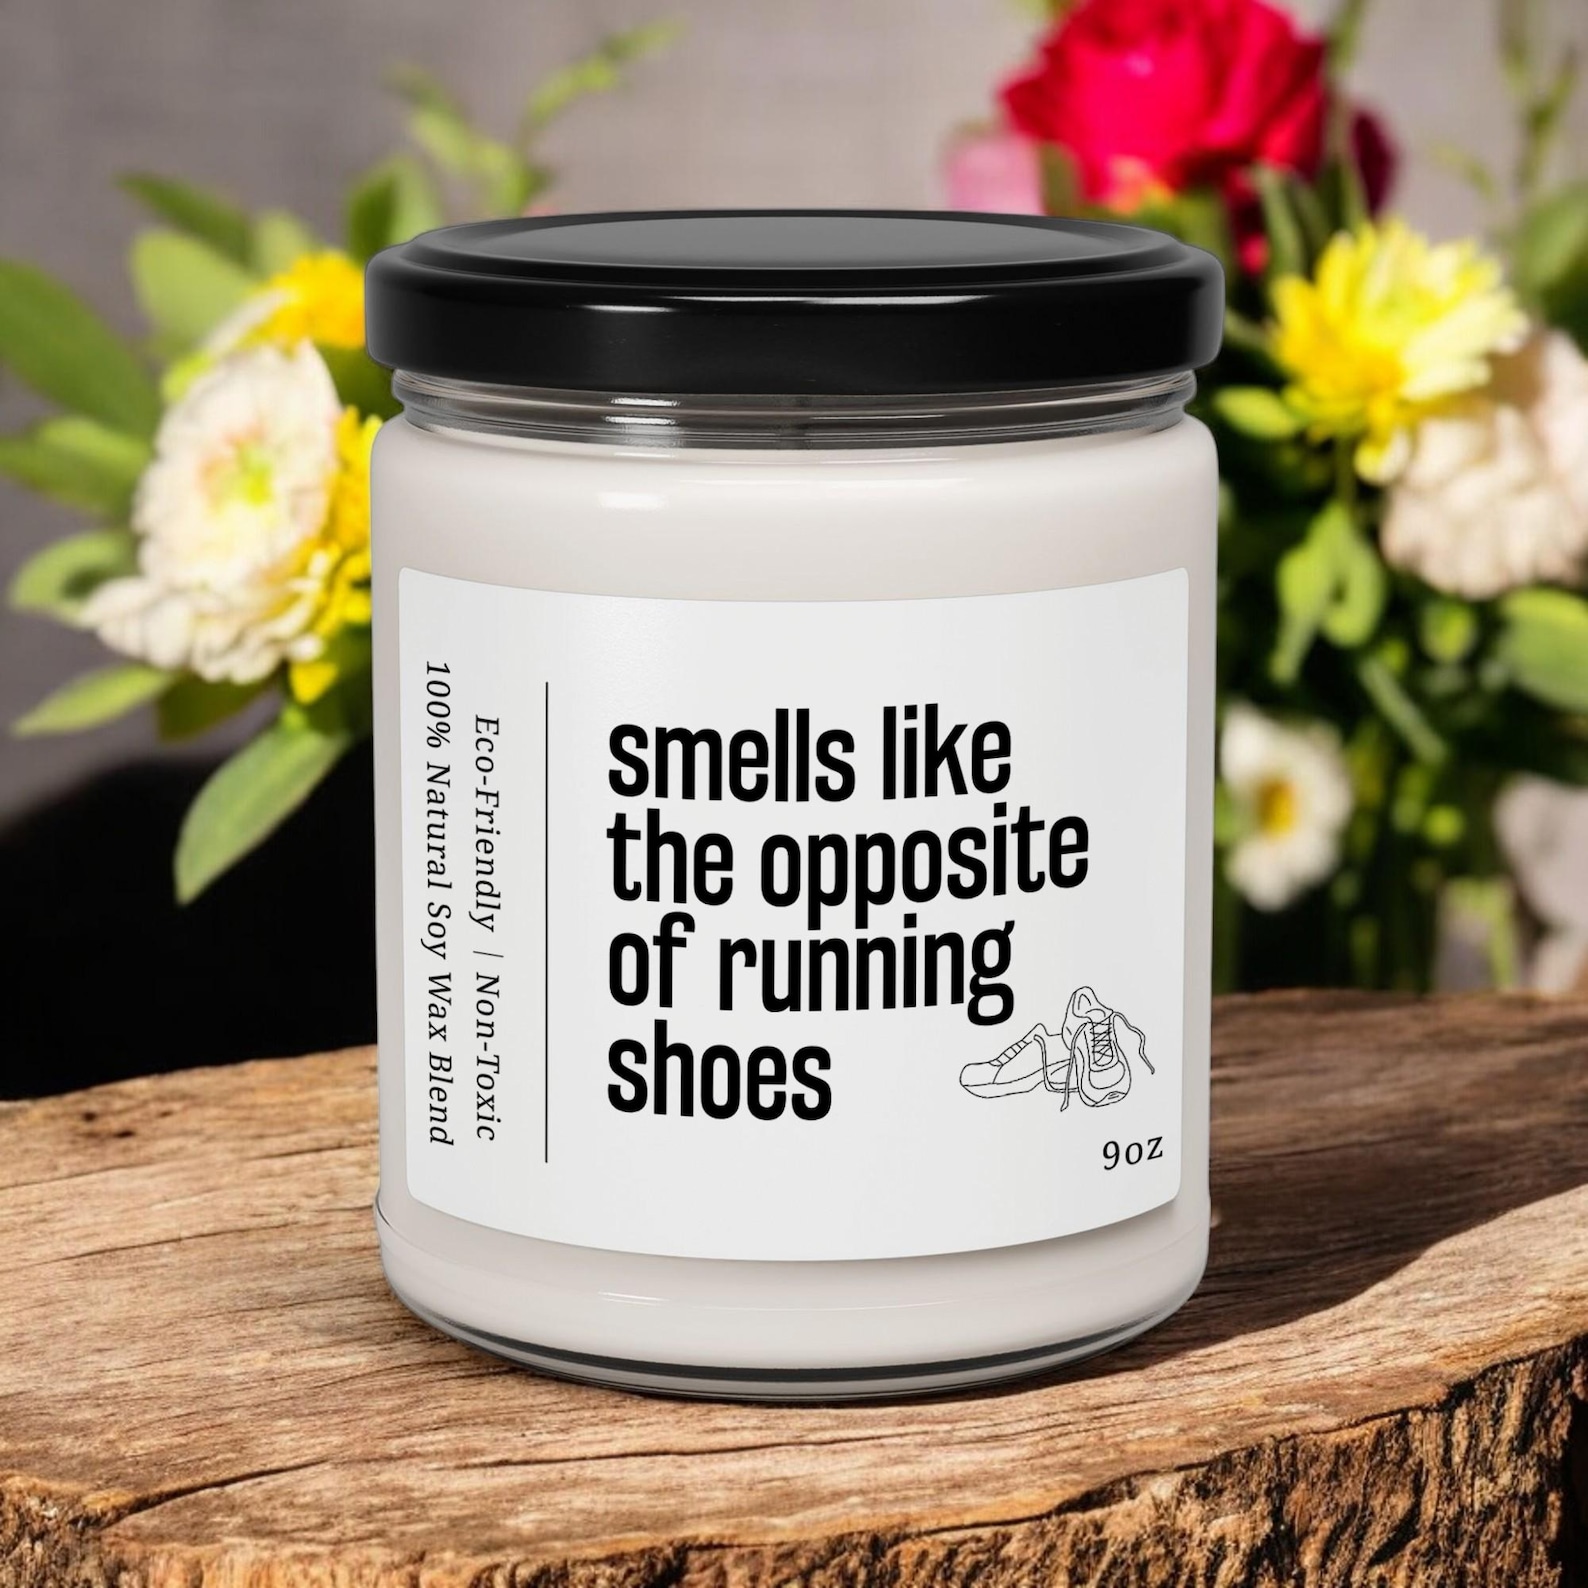 100% Natural Soy Wax Blend
Eco-Friendly | Non-Toxic
smells like
the opposite
of running
shoes
9oz